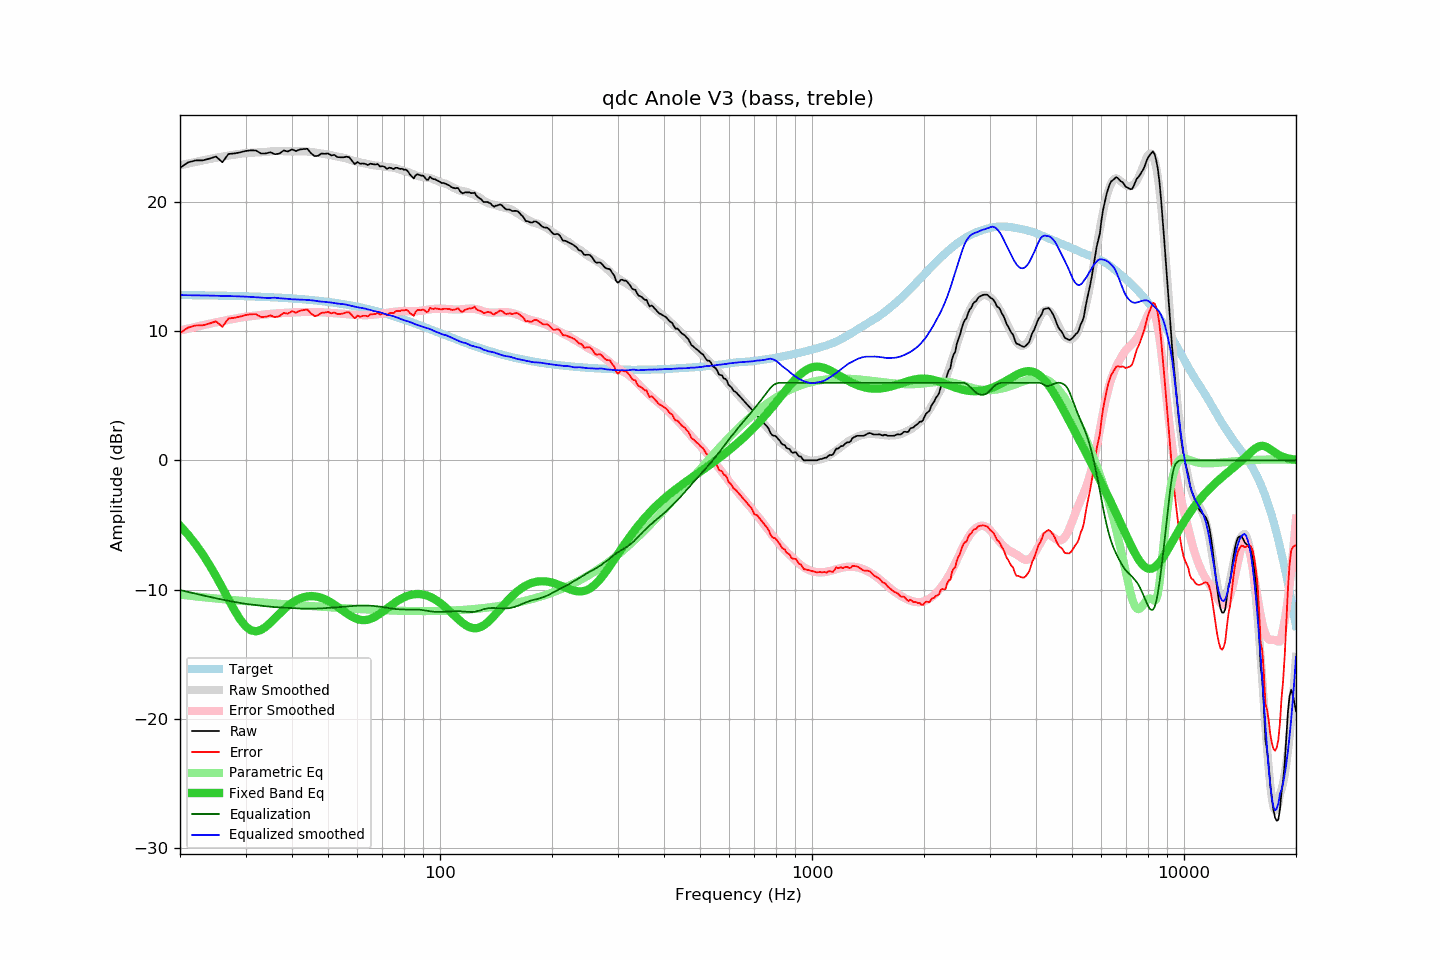 qdc Anole V3 (bass, treble)
20
10
0
−10
−20
−30
Amplitude (dBr)
Target
Raw Smoothed
Error Smoothed
Raw
Error
Parametric Eq
Fixed Band Eq
Equalization
Equalized smoothed
100 1000 10000
Frequency (Hz)